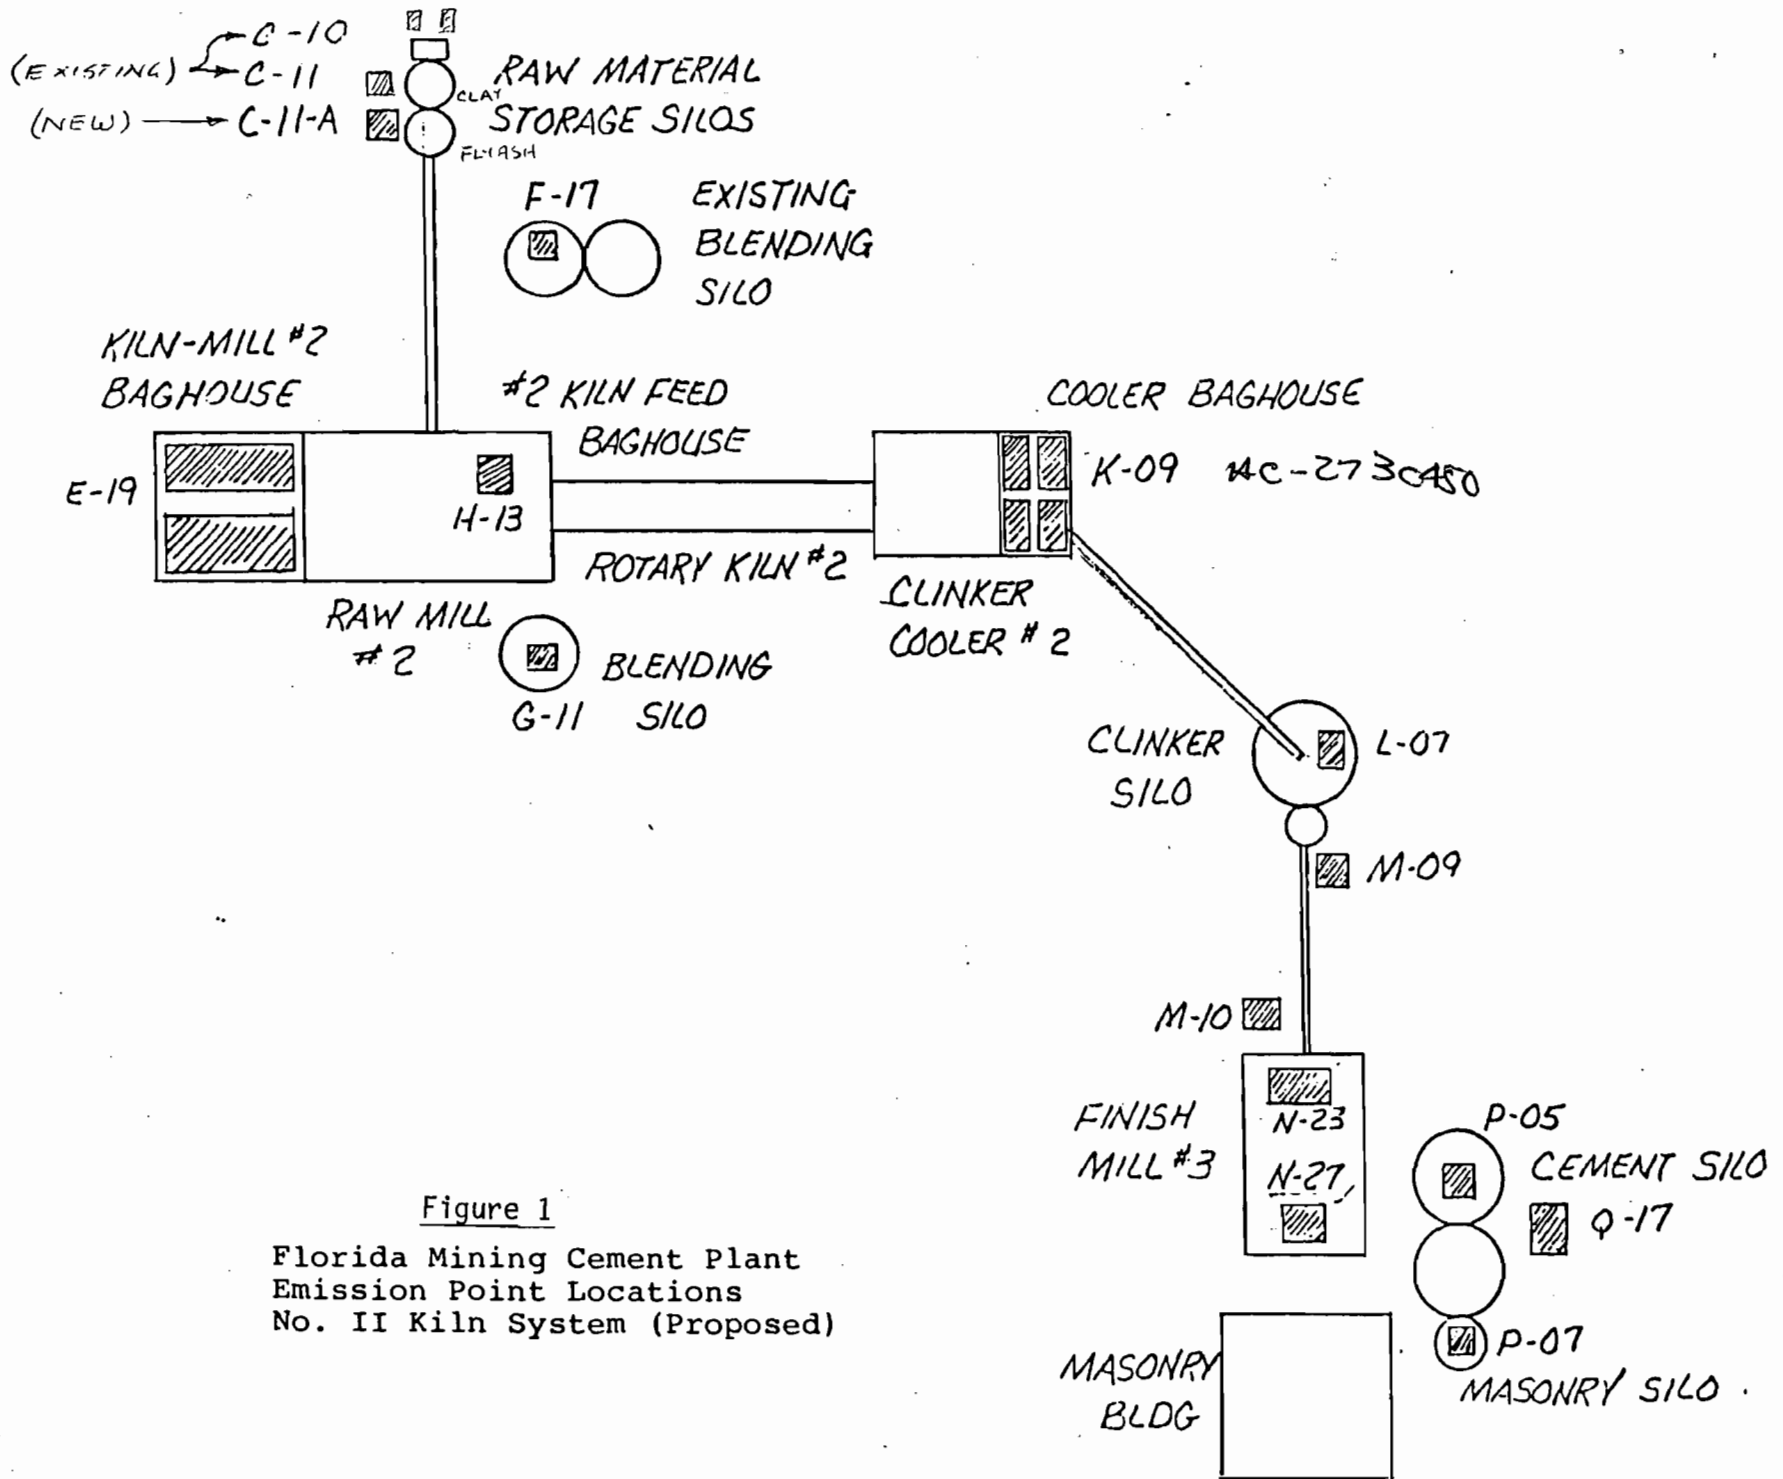 C-10
(EXISTING) C-11
RAW MATERIAL
CLAY
(NEW) C-11-A
STORAGE SILOS
FLYASH
F-17
EXISTING
BLENDING
SILO
KILN-MILL #2
BAGHOUSE
#2 KILN FEED
BAGHOUSE
COOLER BAGHOUSE
E-19
H-13
K-09
ROTARY KILN #2
RAW MILL
#2
CLINKER
COOLER #2
BLENDING
SILO
G-11
CLINKER
SILO
L-07
M-09
M-10
FINISH
MILL #3
N-23
N-27
P-05
CEMENT SILO
Q-17
P-07
MASONRY SILO
MASONRY
BLDG
Figure 1
Florida Mining Cement Plant
Emission Point Locations
No. II Kiln System (Proposed)